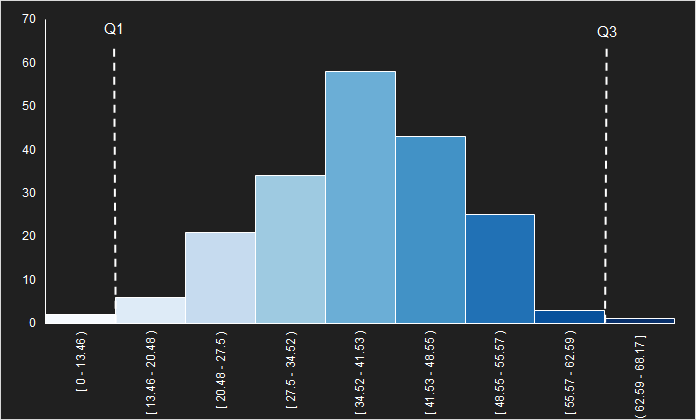 70
60
50
40
30
20
10
0
Q1
Q3
[ 0 - 13.46 )
[ 13.46 - 20.48 )
[ 20.48 - 27.5 )
[ 27.5 - 34.52 )
[ 34.52 - 41.53 )
[ 41.53 - 48.55 )
[ 48.55 - 55.57 )
[ 55.57 - 62.59 )
( 62.59 - 68.17 ]